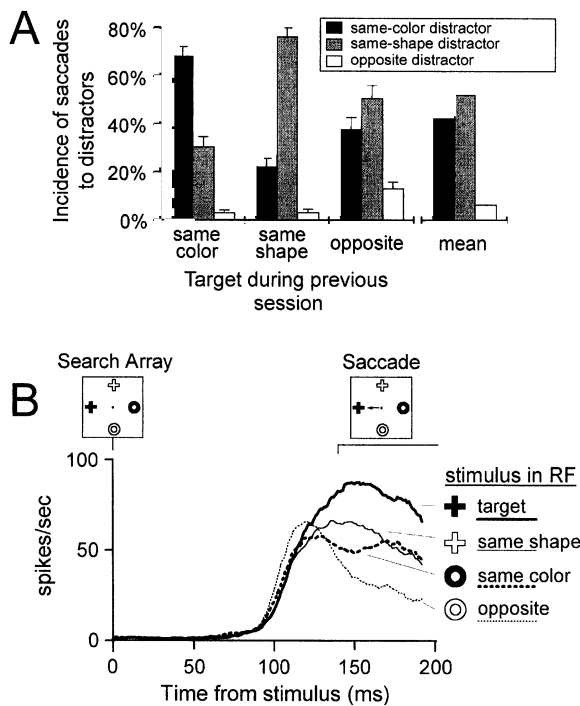 A
Incidence of saccades
to distractors
80%
60%
40%
20%
0%
same-color distractor
same-shape distractor
opposite distractor
same
color
same
shape
opposite
mean
Target during previous
session
B
Search Array
Saccade
spikes/sec
100
50
0
0
50
100
150
200
Time from stimulus (ms)
stimulus in RF
target
same shape
same color
opposite